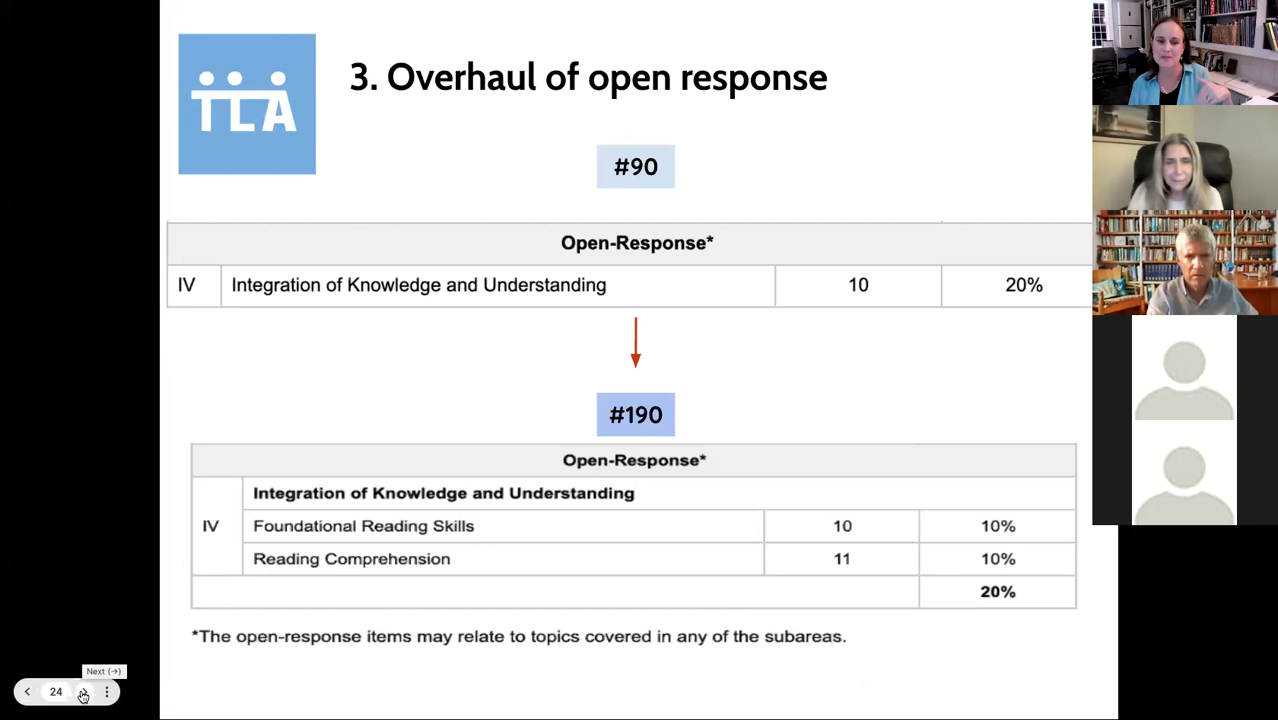 TLA
3. Overhaul of open response
#90
Open-Response*
IV Integration of Knowledge and Understanding 10 20%
#190
Open-Response*
Integration of Knowledge and Understanding
IV Foundational Reading Skills 10 10%
Reading Comprehension 11 10%
20%
*The open-response items may relate to topics covered in any of the subareas.
Next (→)
24